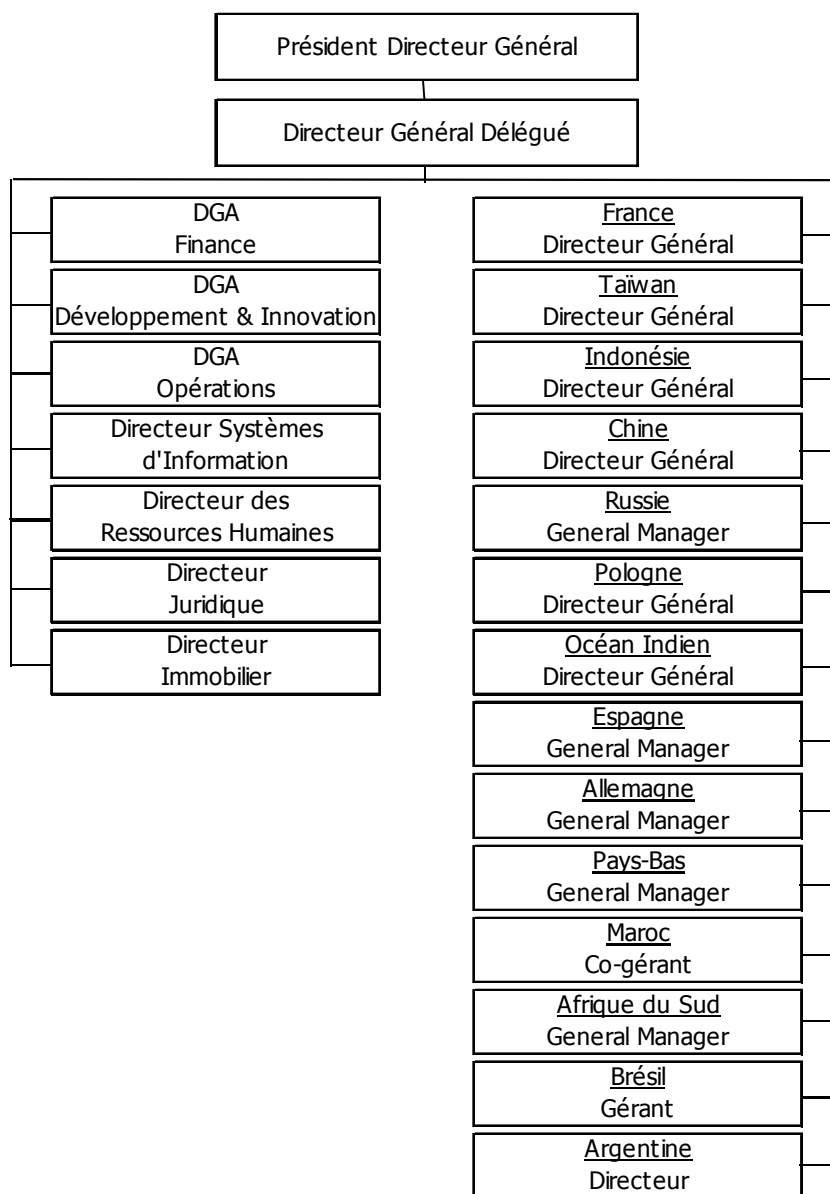 Président Directeur Général
Directeur Général Délégué
DGA
Finance
DGA
Développement & Innovation
DGA
Opérations
Directeur Systèmes
d'Information
Directeur des
Ressources Humaines
Directeur
Juridique
Directeur
Immobilier
France
Directeur Général
Taïwan
Directeur Général
Indonésie
Directeur Général
Chine
Directeur Général
Russie
General Manager
Pologne
Directeur Général
Océan Indien
Directeur Général
Espagne
General Manager
Allemagne
General Manager
Pays-Bas
General Manager
Maroc
Co-gérant
Afrique du Sud
General Manager
Brésil
Gérant
Argentine
Directeur